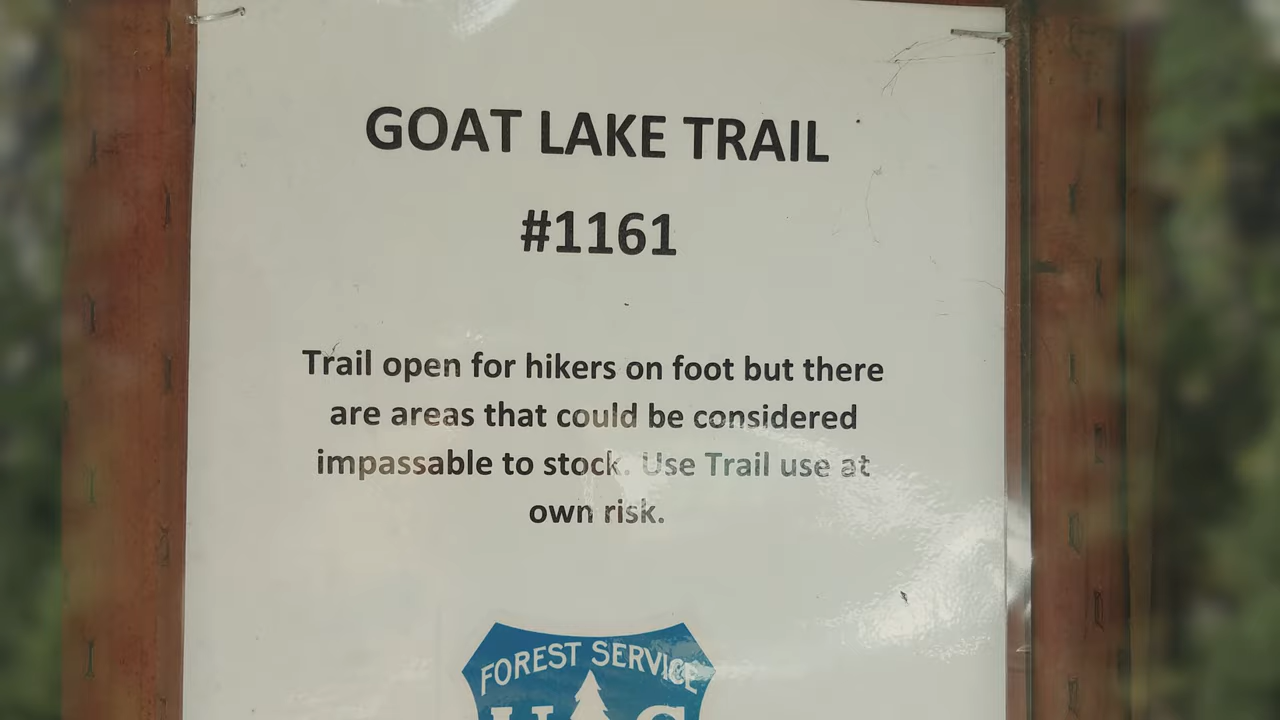 GOAT LAKE TRAIL
#1161
Trail open for hikers on foot but there
are areas that could be considered
impassable to stock. Use Trail use at
own risk.
FOREST SERVICE
U S